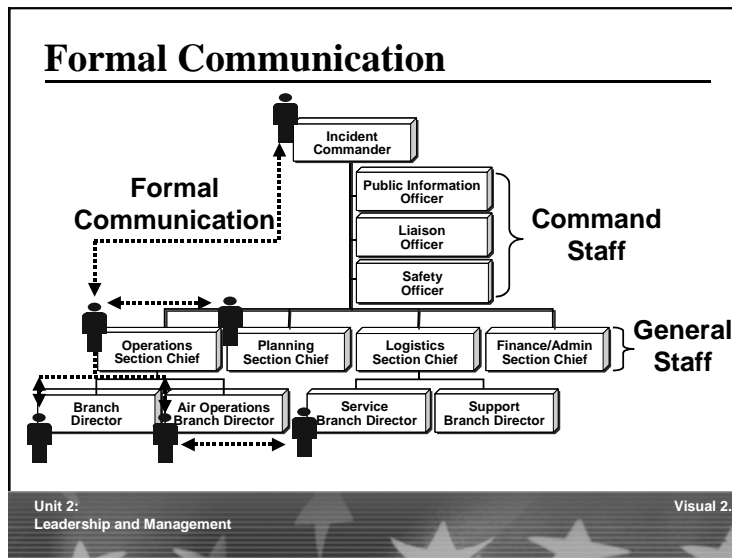 Formal Communication
Incident
Commander
Formal
Communication
Public Information
Officer
Liaison
Officer
Safety
Officer
Command
Staff
Operations
Section Chief
Planning
Section Chief
Logistics
Section Chief
Finance/Admin
Section Chief
General
Staff
Branch
Director
Air Operations
Branch Director
Service
Branch Director
Support
Branch Director
Unit 2:
Leadership and Management
Visual 2.